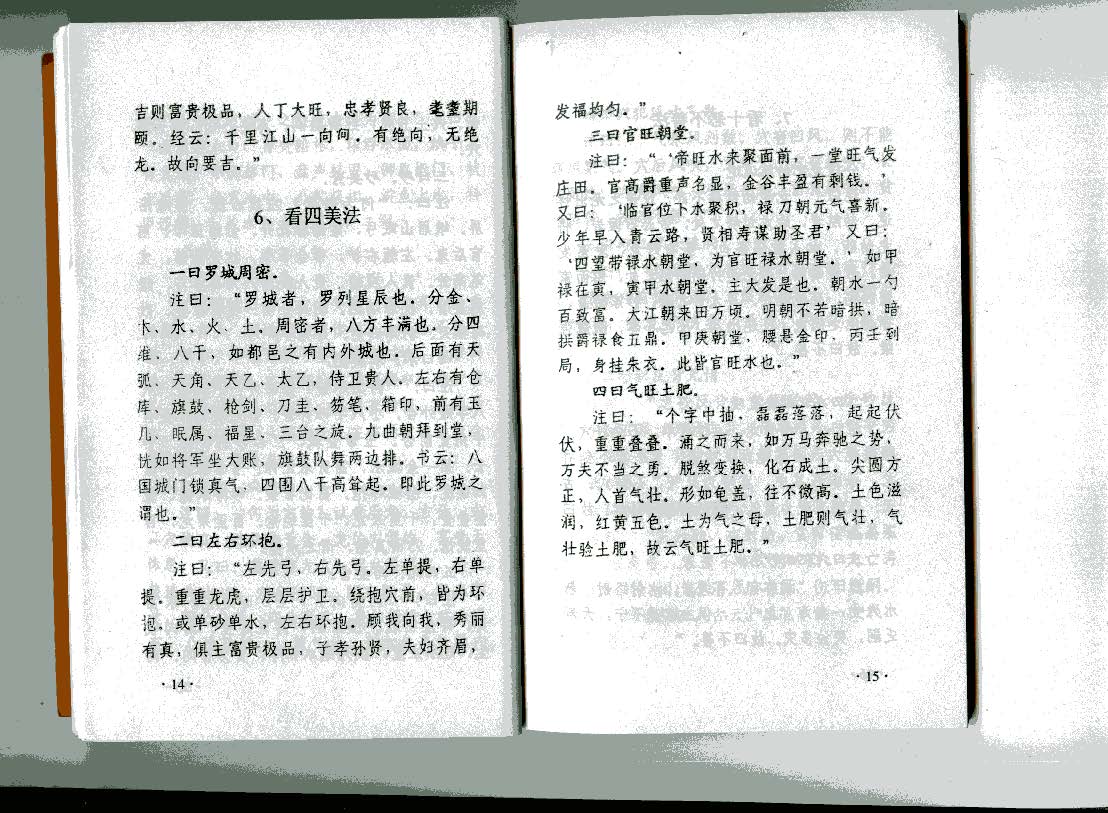 吉则富贵极品，人丁大旺，忠孝贤良，耄耋期
颐。经云：千里江山一向间。有绝向，无绝
龙。故向要吉。”
6、看四美法
一曰罗城周密。
注曰：“罗城者，罗列星辰也。分金、
木、水、火、土。周密者，八方丰满也。分四
维、八干，如都邑之有内外城也。后面有天
弧、天角、天乙、太乙，侍卫贵人。左右有仓
库、旗鼓、枪剑、刀圭、笏笔，箱印，前有玉
几、眠属、福星、三台之旋。九曲朝拜到堂，
恍如将军坐大账，旗鼓队舞两边排。书云：八
国城门锁真气，四围八干高耸起。即此罗城之
谓也。”
二曰左右环抱。
注曰：“左先弓，右先弓。左单提，右单
提。重重龙虎，层层护卫。绕抱穴前，皆为环
抱。或单砂单水，左右环抱。顾我向我，秀丽
有真，俱主富贵极品，子孝孙贤，夫妇齐眉，
·14·
发福均匀。”
三曰官旺朝堂。
注曰：“‘帝旺水来聚面前，一堂旺气发
庄田。官高爵重声名显，金谷丰盈有剩钱。’
又曰：‘临官位下水聚积，禄刀朝元气喜新。
少年早入青云路，贤相寿谋助圣君’又曰：
‘四望带禄水朝堂，为官旺禄水朝堂。’如甲
禄在寅，寅甲水朝堂。主大发是也。朝水一勺
百致富。大江朝来田万顷。明朝不若暗拱，暗
拱爵禄食五鼎。甲庚朝堂，腰悬金印，丙壬到
局，身挂朱衣。此皆官旺水也。”
四曰气旺土肥。
注曰：“个字中抽，磊磊落落，起起伏
伏，重重叠叠。涌之而来，如万马奔驰之势，
万夫不当之勇。脱煞变换，化石成土。尖圆方
正，人首气壮。形如龟盖，往不微高。土色滋
润，红黄五色。土为气之母，土肥则气壮，气
壮验土肥，故云气旺土肥。”
·15·